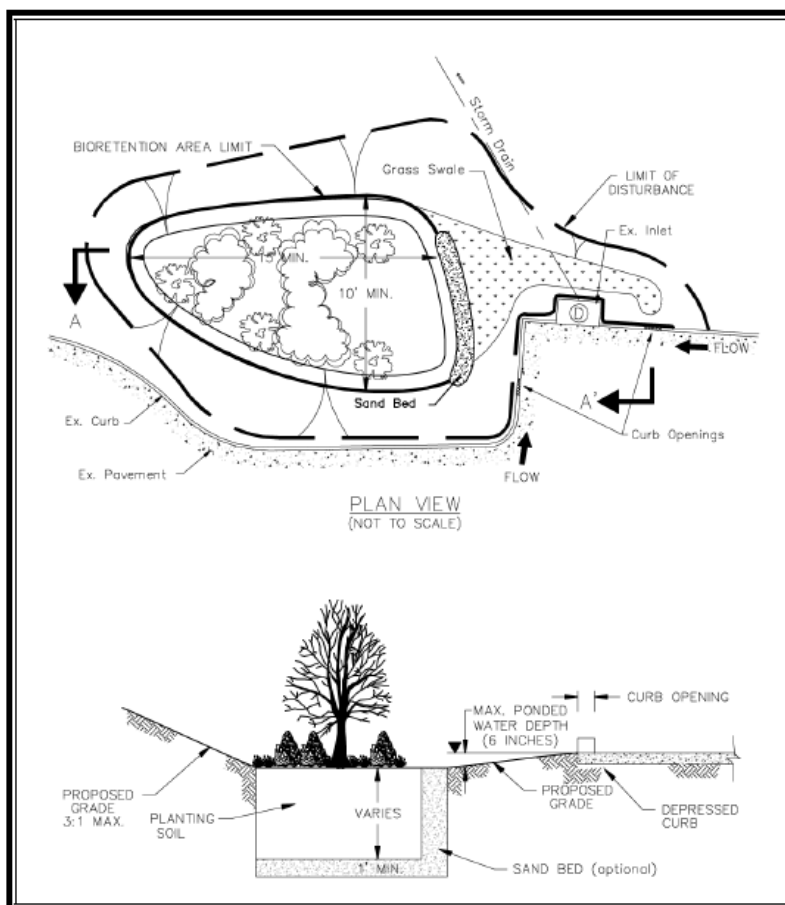 Storm Drain
BIORETENTION AREA LIMIT
Grass Swale
LIMIT OF
DISTURBANCE
Ex. Inlet
15' MIN.
10' MIN.
D
A
FLOW
A'
Sand Bed
Ex. Curb
Curb Openings
Ex. Pavement
FLOW
PLAN VIEW
(NOT TO SCALE)
MAX. PONDED
WATER DEPTH
(6 INCHES)
CURB OPENING
PROPOSED
GRADE
3:1 MAX.
PLANTING
SOIL
VARIES
PROPOSED
GRADE
DEPRESSED
CURB
1' MIN.
SAND BED (optional)